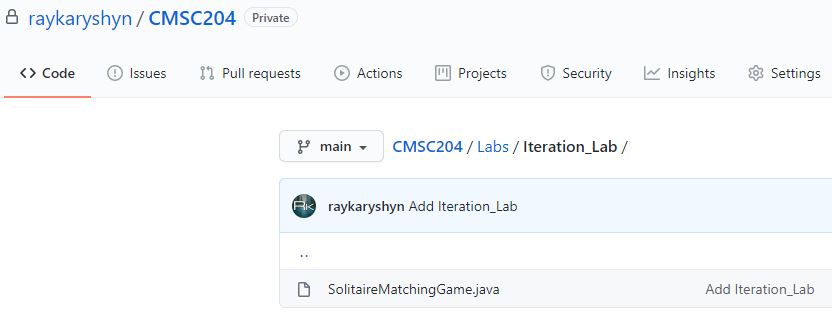 raykaryshyn / CMSC204 Private
Code Issues Pull requests Actions Projects Security Insights Settings
main CMSC204 / Labs / Iteration_Lab /
RK raykaryshyn Add Iteration_Lab
..
SolitaireMatchingGame.java Add Iteration_Lab